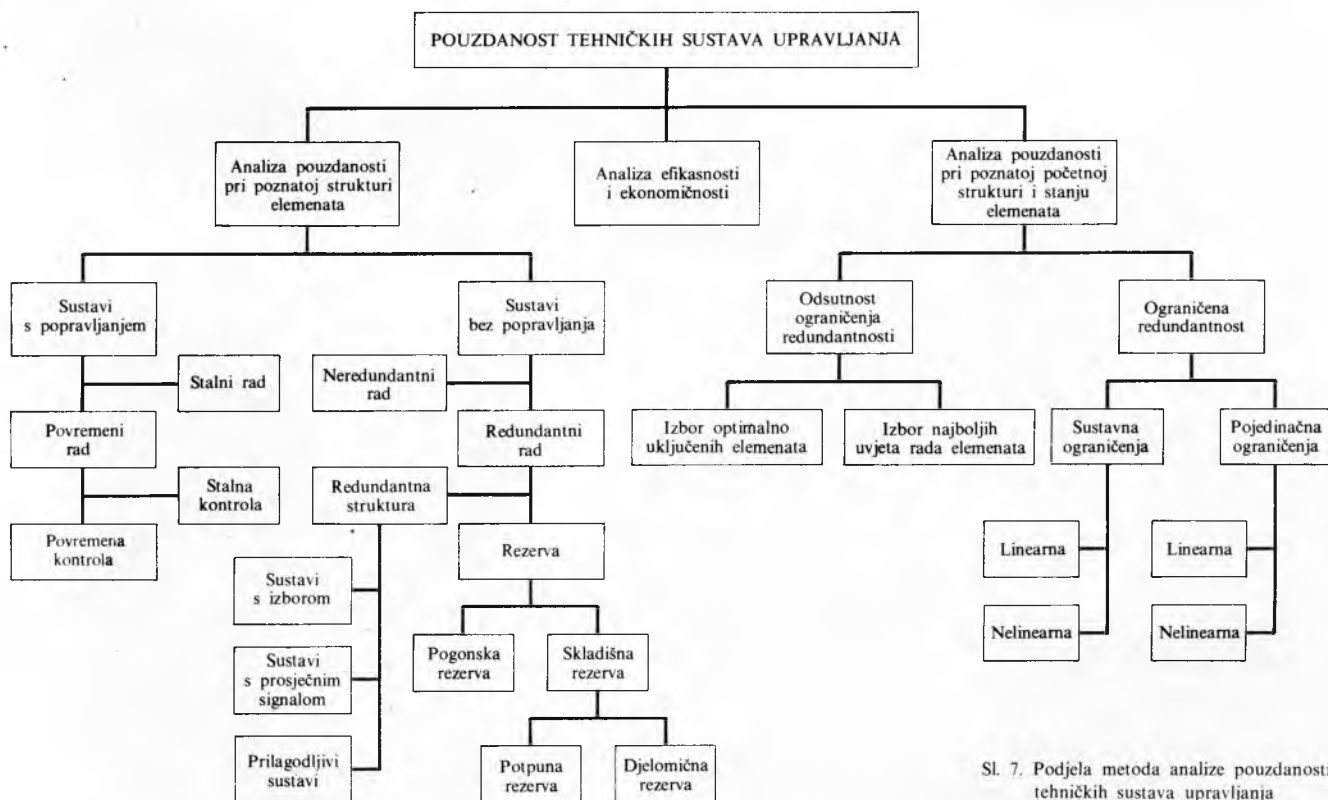 POUZDANOST TEHNIČKIH SUSTAVA UPRAVLJANJA
Analiza pouzdanosti
pri poznatoj strukturi
elemenata
Analiza efikasnosti
i ekonomičnosti
Analiza pouzdanosti
pri poznatoj početnoj
strukturi i stanju
elemenata
Sustavi
s popravljanjem
Sustavi
bez popravljanja
Odsutnost
ograničenja
redundantnosti
Ograničena
redundantnost
Stalni rad
Neredundantni
rad
Povremeni
rad
Redundantni
rad
Izbor optimalno
uključenih elemenata
Izbor najboljih
uvjeta rada elemenata
Sustavna
ograničenja
Pojedinačna
ograničenja
Stalna
kontrola
Redundantna
struktura
Povremena
kontrola
Rezerva
Linearna
Linearna
Sustavi
s izborom
Pogonska
rezerva
Skladišna
rezerva
Nelinearna
Nelinearna
Sustavi
s prosječnim
signalom
Prilagodljivi
sustavi
Potpuna
rezerva
Djelomična
rezerva
Sl. 7. Podjela metoda analize pouzdanosti
tehničkih sustava upravljanja